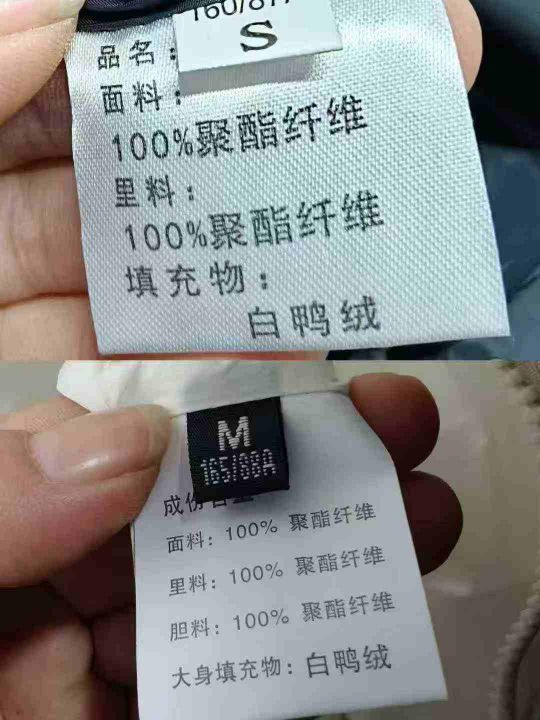 S
品名：
面料：
100%聚酯纤维
里料：
100%聚酯纤维
填充物：
白鸭绒
M
165/88A
面料：100% 聚酯纤维
里料：100% 聚酯纤维
胆料：100% 聚酯纤维
大身填充物：白鸭绒